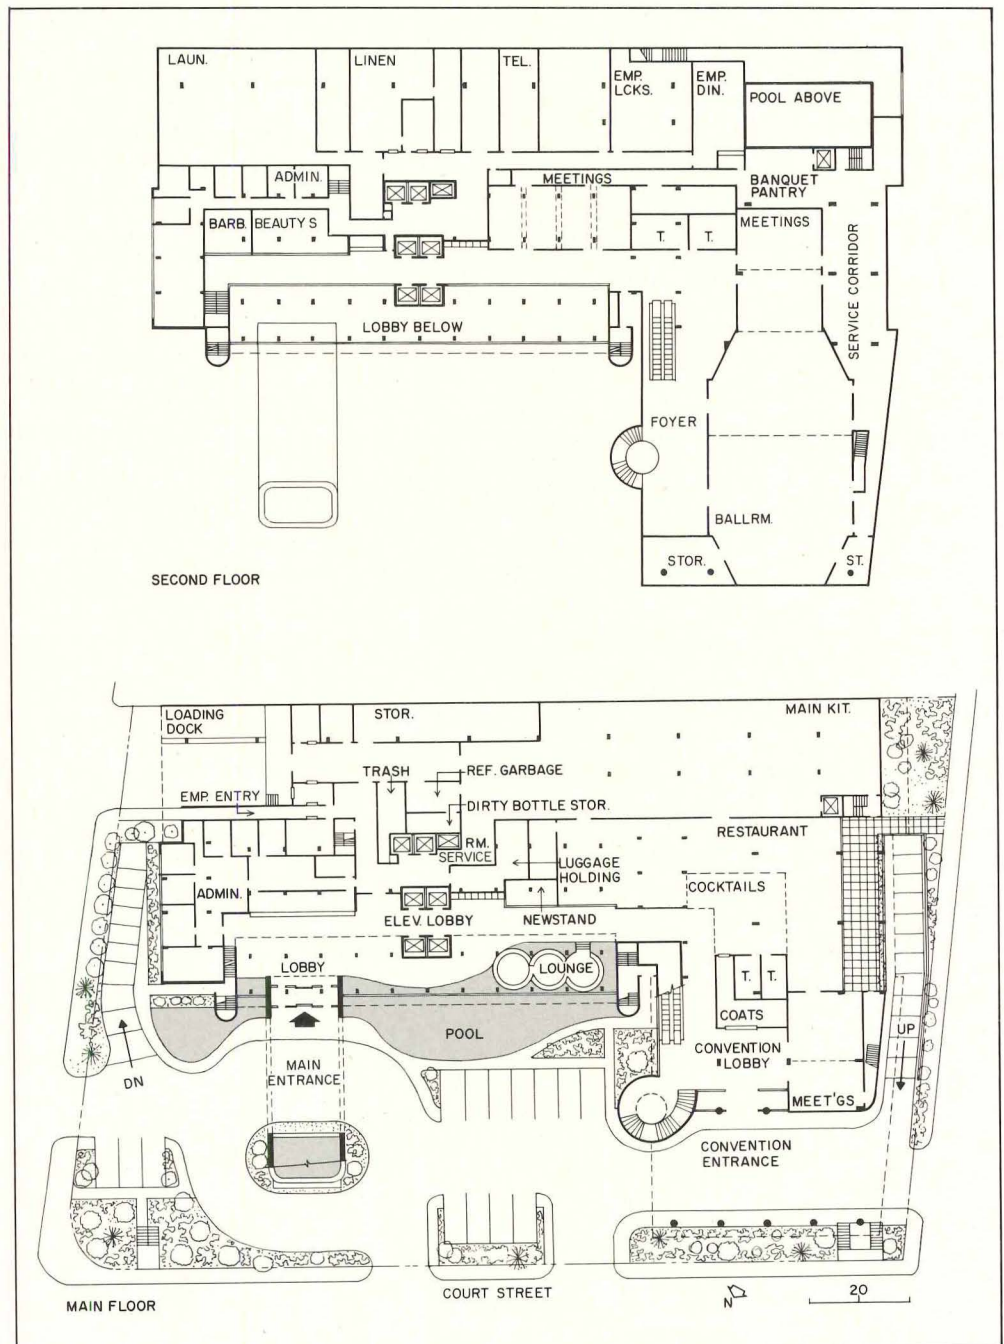 LAUN.
LINEN
TEL.
EMP.
LCKS.
EMP.
DIN.
POOL ABOVE
ADMIN.
MEETINGS
BANQUET
PANTRY
BARB.
BEAUTY S
T.
T.
MEETINGS
SERVICE CORRIDOR
LOBBY BELOW
FOYER
BALLRM.
STOR.
ST.
SECOND FLOOR
LOADING
DOCK
STOR.
MAIN KIT.
TRASH
REF. GARBAGE
EMP. ENTRY
DIRTY BOTTLE STOR.
RM.
SERVICE
RESTAURANT
LUGGAGE
HOLDING
ADMIN.
COCKTAILS
ELEV. LOBBY
NEWSTAND
LOBBY
LOUNGE
T.
T.
COATS
POOL
UP
DN
MAIN
ENTRANCE
CONVENTION
LOBBY
MEET'GS
CONVENTION
ENTRANCE
COURT STREET
N
20
MAIN FLOOR